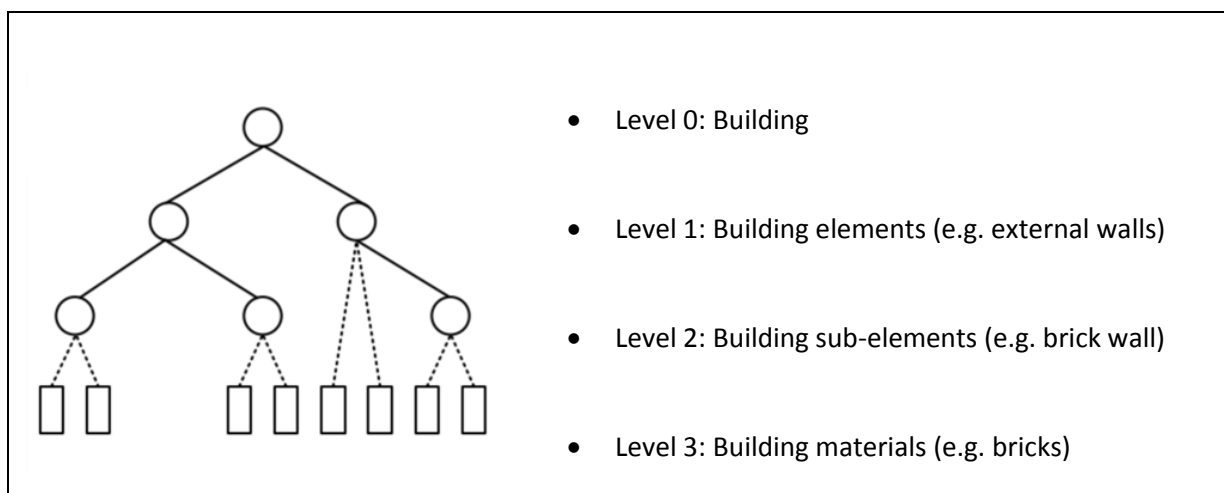 • Level 0: Building
• Level 1: Building elements (e.g. external walls)
• Level 2: Building sub-elements (e.g. brick wall)
• Level 3: Building materials (e.g. bricks)